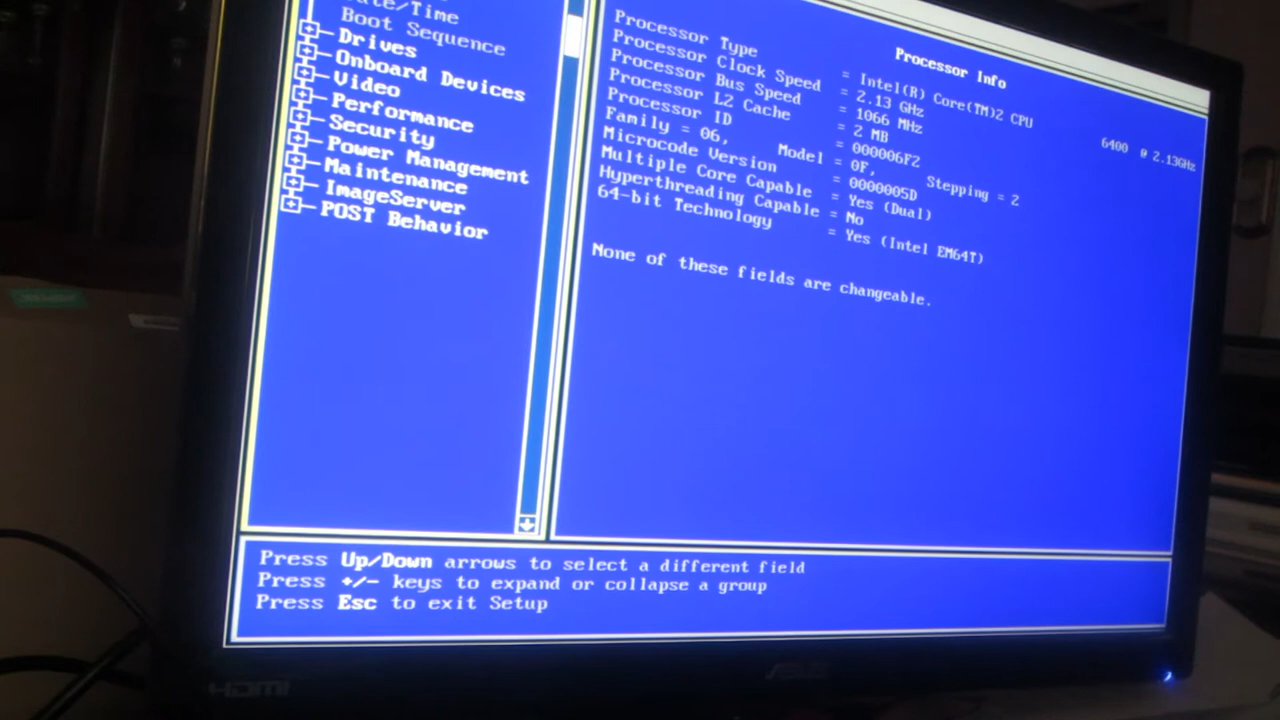 Date/Time
Boot Sequence
Drives
Onboard Devices
Video
Performance
Security
Power Management
Maintenance
ImageServer
POST Behavior
Processor Info
Processor Type = Intel(R) Core(TM)2 CPU 6400 @ 2.13GHz
Processor Clock Speed = 2.13 GHz
Processor Bus Speed = 1066 MHz
Processor L2 Cache = 2 MB
Processor ID = 000006F2
Family = 06, Model = 0F, Stepping = 2
Microcode Version = 0000005D
Multiple Core Capable = Yes (Dual)
Hyperthreading Capable = No
64-bit Technology = Yes (Intel EM64T)
None of these fields are changeable.
Press Up/Down arrows to select a different field
Press +/- keys to expand or collapse a group
Press Esc to exit Setup
HDMI
ASUS